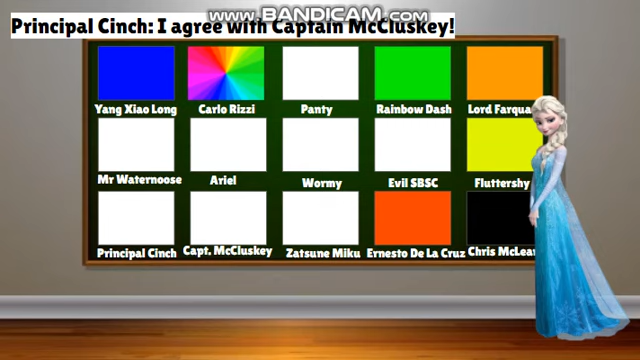 www.BANDICAM.com
Principal Cinch: I agree with Captain McCluskey!
Yang Xiao Long Carlo Rizzi Panty Rainbow Dash Lord Farqua
Mr Waternoose Ariel Wormy Evil SBSC Fluttershy
Principal Cinch Capt. McCluskey Zatsune Miku Ernesto De La Cruz Chris McLean